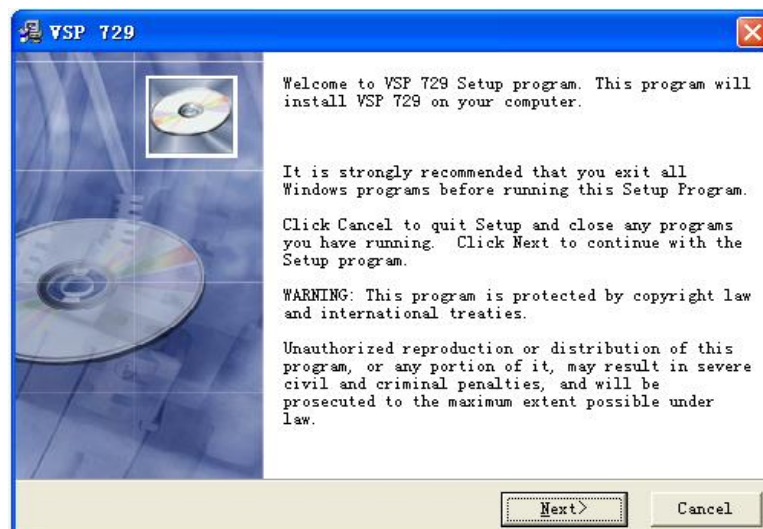 VSP 729
Welcome to VSP 729 Setup program. This program will
install VSP 729 on your computer.
It is strongly recommended that you exit all
Windows programs before running this Setup Program.
Click Cancel to quit Setup and close any programs
you have running. Click Next to continue with the
Setup program.
WARNING: This program is protected by copyright law
and international treaties.
Unauthorized reproduction or distribution of this
program, or any portion of it, may result in severe
civil and criminal penalties, and will be
prosecuted to the maximum extent possible under
law.
Next>
Cancel